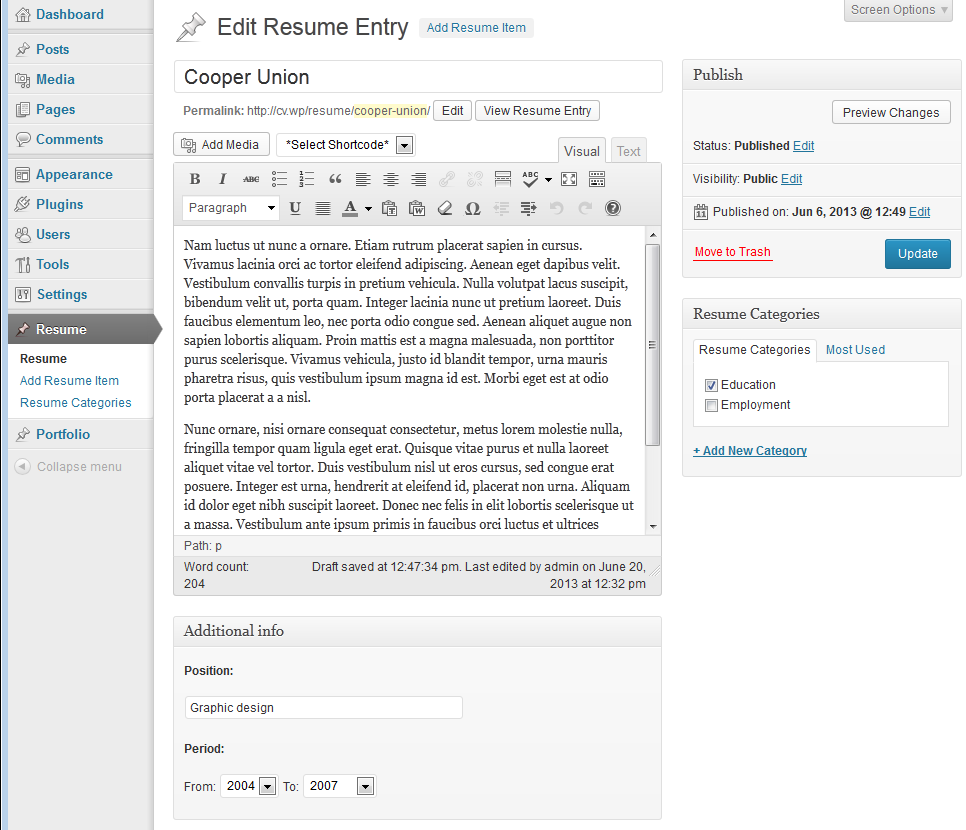 Screen Options
Dashboard
Posts
Media
Pages
Comments
Appearance
Plugins
Users
Tools
Settings
Resume
Resume
Add Resume Item
Resume Categories
Portfolio
Collapse menu
Edit Resume Entry Add Resume Item
Cooper Union
Permalink: http://cv.wp/resume/cooper-union/ Edit View Resume Entry
Add Media *Select Shortcode* Visual Text
B I ABC ABC
Paragraph U A Ω
Nam luctus ut nunc a ornare. Etiam rutrum placerat sapien in cursus.
Vivamus lacinia orci ac tortor eleifend adipiscing. Aenean eget dapibus velit.
Vestibulum convallis turpis in pretium vehicula. Nulla volutpat lacus suscipit,
bibendum velit ut, porta quam. Integer lacinia nunc ut pretium laoreet. Duis
faucibus elementum leo, nec porta odio congue sed. Aenean aliquet augue non
sapien lobortis aliquam. Proin mattis est a magna malesuada, non porttitor
purus scelerisque. Vivamus vehicula, justo id blandit tempor, urna mauris
pharetra risus, quis vestibulum ipsum magna id est. Morbi eget est at odio
porta placerat a a nisl.
Nunc ornare, nisi ornare consequat consectetur, metus lorem molestie nulla,
fringilla tempor quam ligula eget erat. Quisque vitae purus et nulla laoreet
aliquet vitae vel tortor. Duis vestibulum nisl ut eros cursus, sed congue erat
posuere. Integer est urna, hendrerit at eleifend id, placerat non urna. Aliquam
id dolor eget nibh suscipit laoreet. Donec nec felis in elit lobortis scelerisque ut
a massa. Vestibulum ante ipsum primis in faucibus orci luctus et ultrices
Path: p
Word count: Draft saved at 12:47:34 pm. Last edited by admin on June 20,
204 2013 at 12:32 pm
Additional info
Position:
Graphic design
Period:
From: 2004 To: 2007
Publish
Preview Changes
Status: Published Edit
Visibility: Public Edit
Published on: Jun 6, 2013 @ 12:49 Edit
Move to Trash Update
Resume Categories
Resume Categories Most Used
Education
Employment
+ Add New Category